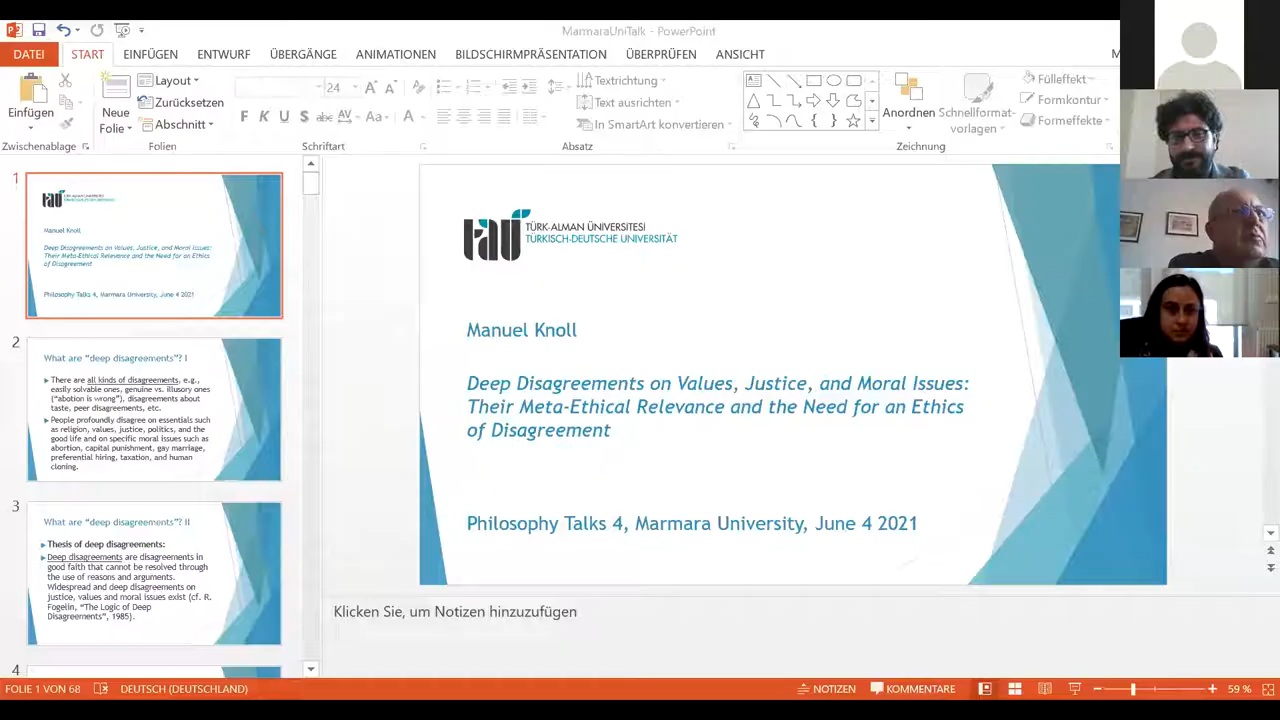 MarmaraUniTalk - PowerPoint
DATEI START EINFÜGEN ENTWURF ÜBERGÄNGE ANIMATIONEN BILDSCHIRMPRÄSENTATION ÜBERPRÜFEN ANSICHT M
Einfügen
Zwischenablage
Neue
Folie
Layout
Zurücksetzen
Abschnitt
Folien
24
F K U S abc AV Aa A
Schriftart
Textrichtung
Text ausrichten
In SmartArt konvertieren
Absatz
Anordnen
Schnellformat-
vorlagen
Zeichnung
Fülleffekt
Formkontur
Formeffekte
1
tau
Manuel Knoll
Deep Disagreements on Values, Justice, and Moral Issues:
Their Meta-Ethical Relevance and the Need for an Ethics
of Disagreement
Philosophy Talks 4, Marmara University, June 4 2021
2
What are “deep disagreements”? I
There are all kinds of disagreements, e.g.,
easily solvable ones, genuine vs. illusory ones
(“abotion is wrong”), disagreements about
taste, peer disagreements, etc.
People profoundly disagree on essentials such
as religion, values, justice, politics, and the
good life and on specific moral issues such as
abortion, capital punishment, gay marriage,
preferential hiring, taxation, and human
cloning.
3
What are “deep disagreements”? II
Thesis of deep disagreements:
Deep disagreements are disagreements in
good faith that cannot be resolved through
the use of reasons and arguments.
Widespread and deep disagreements on
justice, values and moral issues exist (cf. R.
Fogelin, “The Logic of Deep
Disagreements”, 1985).
4
tau
TÜRK-ALMAN ÜNİVERSİTESİ
TÜRKISCH-DEUTSCHE UNIVERSITÄT
Manuel Knoll
Deep Disagreements on Values, Justice, and Moral Issues:
Their Meta-Ethical Relevance and the Need for an Ethics
of Disagreement
Philosophy Talks 4, Marmara University, June 4 2021
Klicken Sie, um Notizen hinzuzufügen
FOLIE 1 VON 68 DEUTSCH (DEUTSCHLAND) NOTIZEN KOMMENTARE 59 %